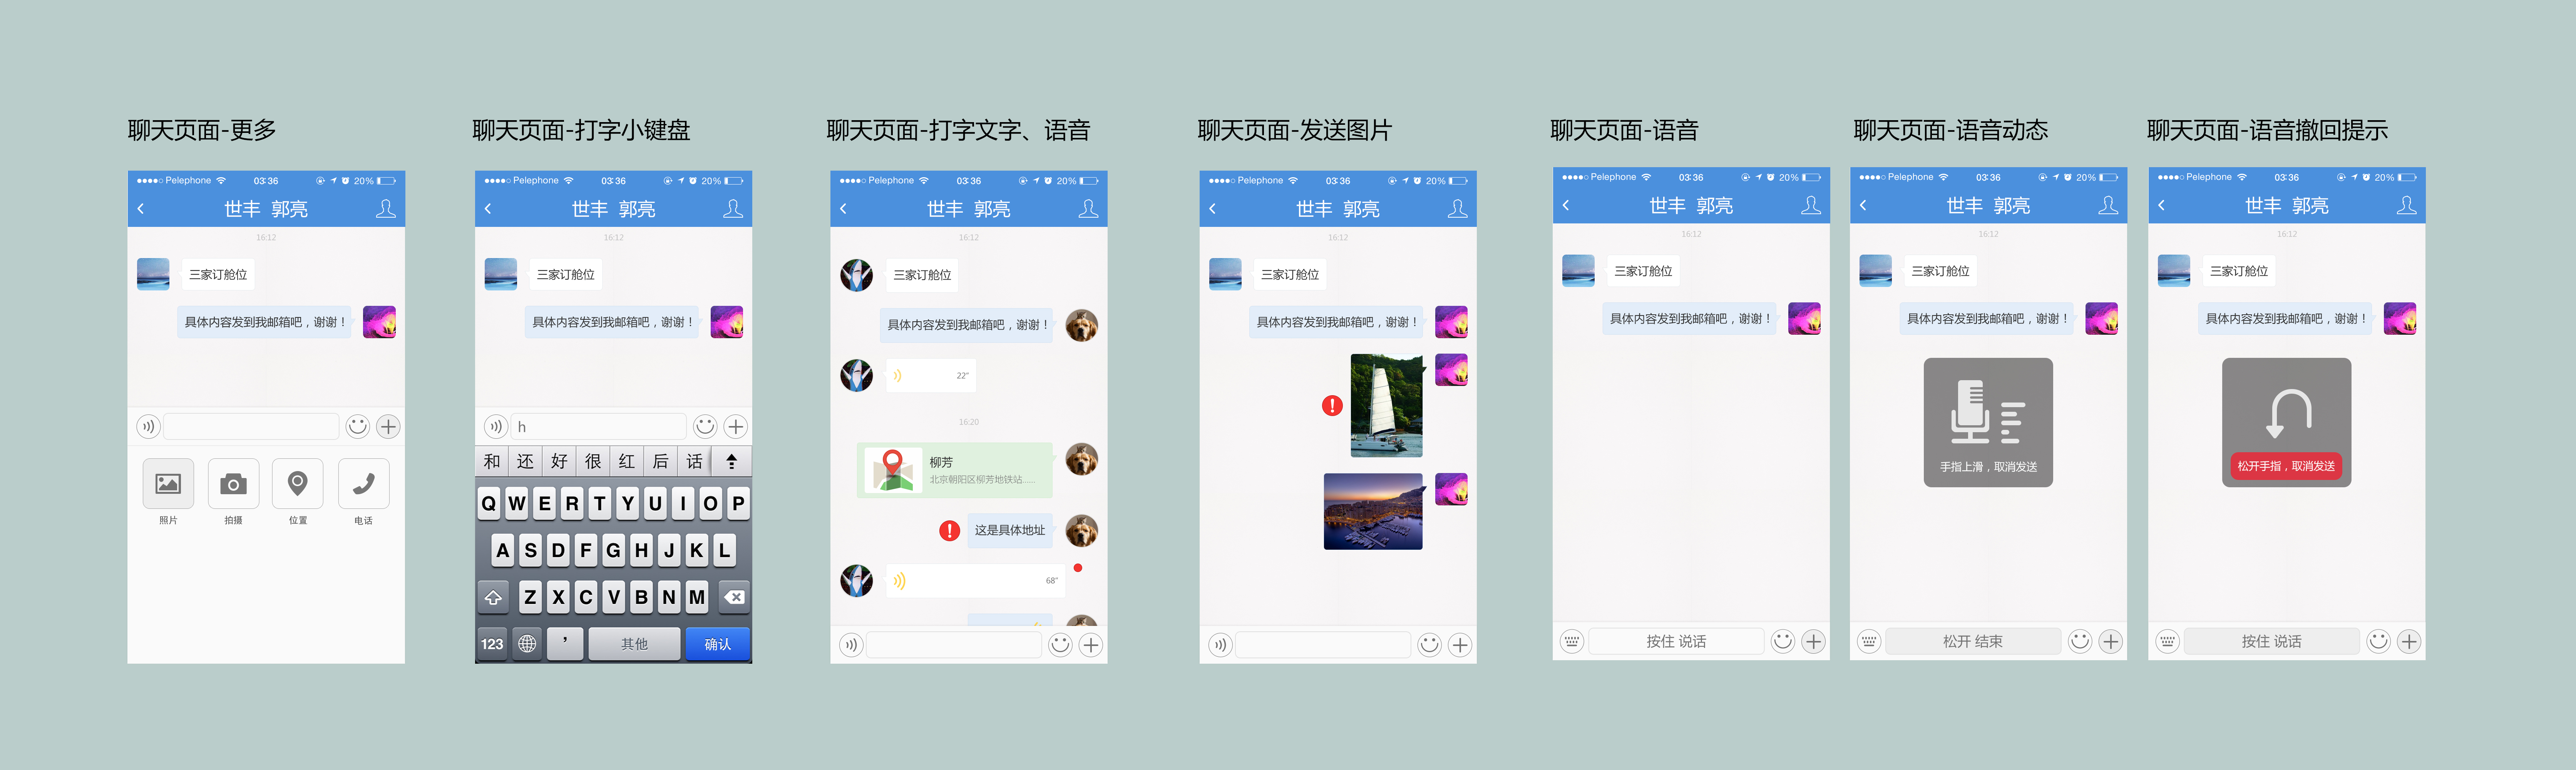 聊天页面-更多
●●●●○ Pelephone 03:36 20%
世丰 郭亮
16:12
三家订舱位
具体内容发到我邮箱吧，谢谢！
照片 拍摄 位置 电话
聊天页面-打字小键盘
●●●●○ Pelephone 03:36 20%
世丰 郭亮
16:12
三家订舱位
具体内容发到我邮箱吧，谢谢！
h
和 还 好 很 红 后 话
Q W E R T Y U I O P
A S D F G H J K L
Z X C V B N M
123 ， 其他 确认
聊天页面-打字文字、语音
●●●●○ Pelephone 03:36 20%
世丰 郭亮
16:12
三家订舱位
具体内容发到我邮箱吧，谢谢！
22"
16:20
柳芳
北京朝阳区柳芳地铁站......
这是具体地址
68"
聊天页面-发送图片
●●●●○ Pelephone 03:36 20%
世丰 郭亮
16:12
三家订舱位
具体内容发到我邮箱吧，谢谢！
聊天页面-语音
●●●●○ Pelephone 03:36 20%
世丰 郭亮
16:12
三家订舱位
具体内容发到我邮箱吧，谢谢！
按住 说话
聊天页面-语音动态
●●●●○ Pelephone 03:36 20%
世丰 郭亮
16:12
三家订舱位
具体内容发到我邮箱吧，谢谢！
手指上滑，取消发送
松开 结束
聊天页面-语音撤回提示
●●●●○ Pelephone 03:36 20%
世丰 郭亮
16:12
三家订舱位
具体内容发到我邮箱吧，谢谢！
松开手指，取消发送
按住 说话